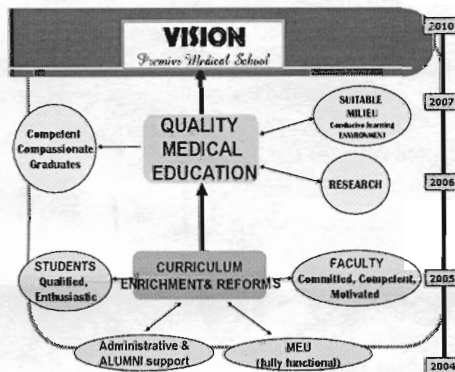 VISION
Premier Medical School
2010
2007
SUITABLE
MILIEU
Conducive learning
ENVIRONMENT
QUALITY
MEDICAL
EDUCATION
Competent
Compassionate
Graduates
RESEARCH
2006
STUDENTS
Qualified,
Enthusiastic
CURRICULUM
ENRICHMENT& REFORMS
FACULTY
Committed, Competent,
Motivated
2005
Administrative &
ALUMNI support
MEU
(fully functional)
2004